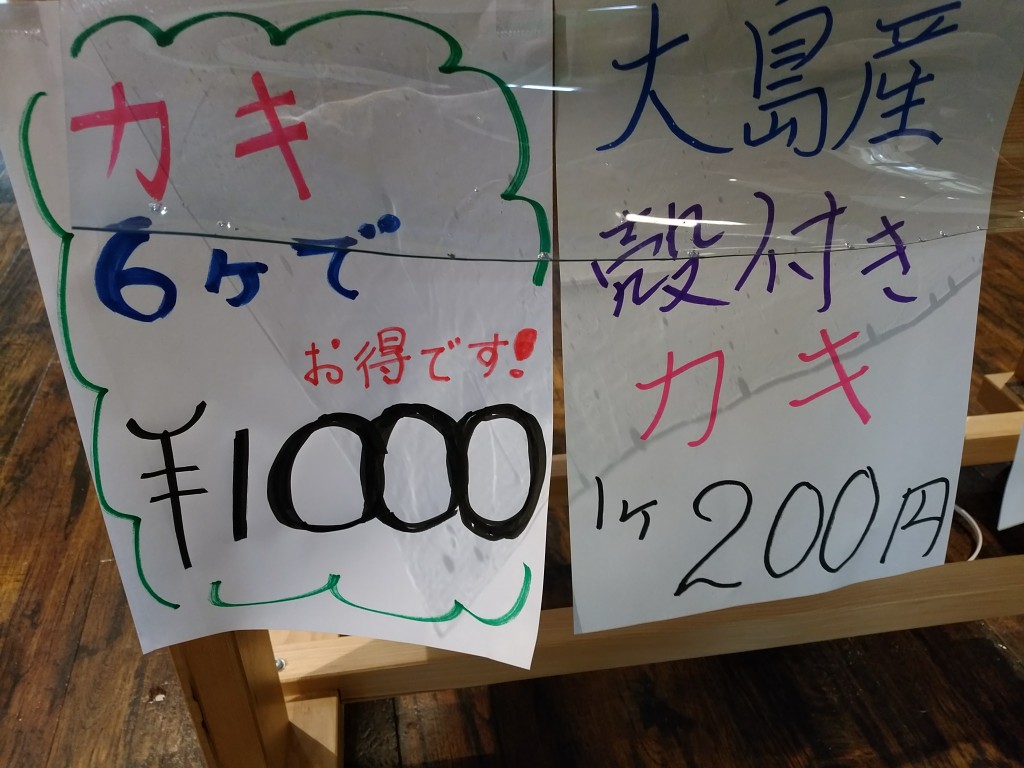 カキ
6ヶで
お得です!
¥1000
大島産
殻付き
カキ
1ヶ200円